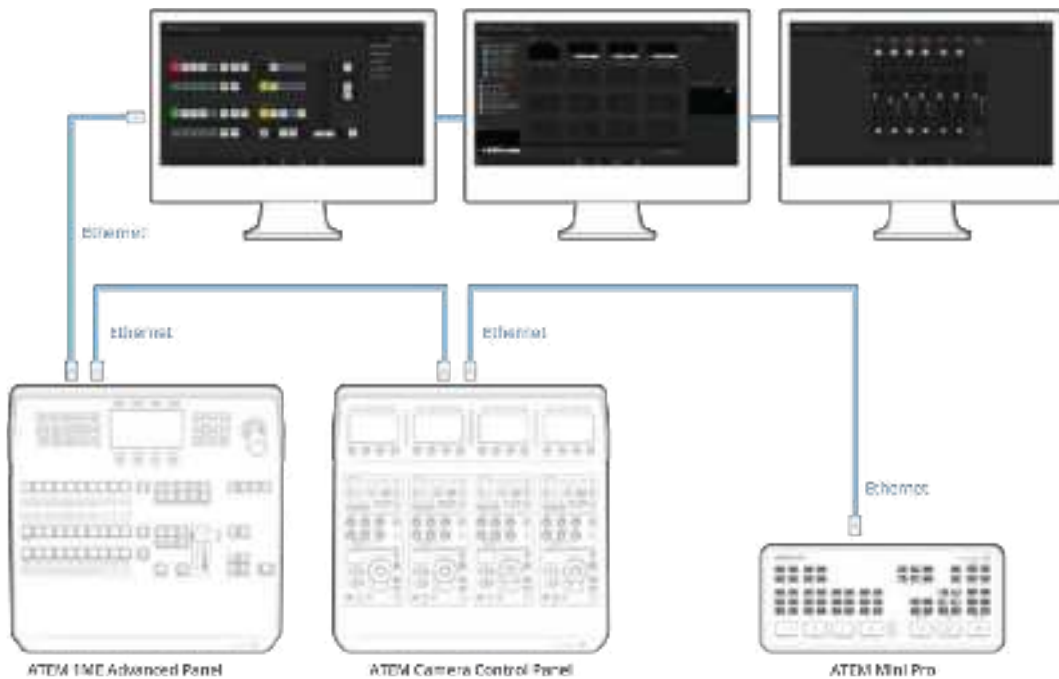 Ethernet
Ethernet
Ethernet
Ethernet
ATEM 1ME Advanced Panel
ATEM Camera Control Panel
ATEM Mini Pro